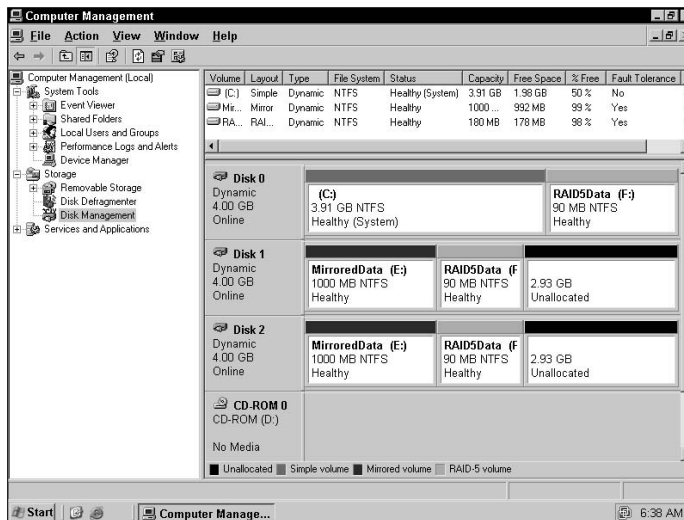 Computer Management
File Action View Window Help
Computer Management (Local)
System Tools
Event Viewer
Shared Folders
Local Users and Groups
Performance Logs and Alerts
Device Manager
Storage
Removable Storage
Disk Defragmenter
Disk Management
Services and Applications
Volume Layout Type File System Status Capacity Free Space % Free Fault Tolerance
(C:) Simple Dynamic NTFS Healthy (System) 3.91 GB 1.98 GB 50 % No
Mir... Mirror Dynamic NTFS Healthy 1000 ... 992 MB 99 % Yes
RA... RAI... Dynamic NTFS Healthy 180 MB 178 MB 98 % Yes
Disk 0
Dynamic
4.00 GB
Online
(C:)
3.91 GB NTFS
Healthy (System)
RAID5Data (F:)
90 MB NTFS
Healthy
Disk 1
Dynamic
4.00 GB
Online
MirroredData (E:)
1000 MB NTFS
Healthy
RAID5Data (F
90 MB NTFS
Healthy
2.93 GB
Unallocated
Disk 2
Dynamic
4.00 GB
Online
MirroredData (E:)
1000 MB NTFS
Healthy
RAID5Data (F
90 MB NTFS
Healthy
2.93 GB
Unallocated
CD-ROM 0
CD-ROM (D:)
No Media
Unallocated Simple volume Mirrored volume RAID-5 volume
Start Computer Manage... 6:38 AM